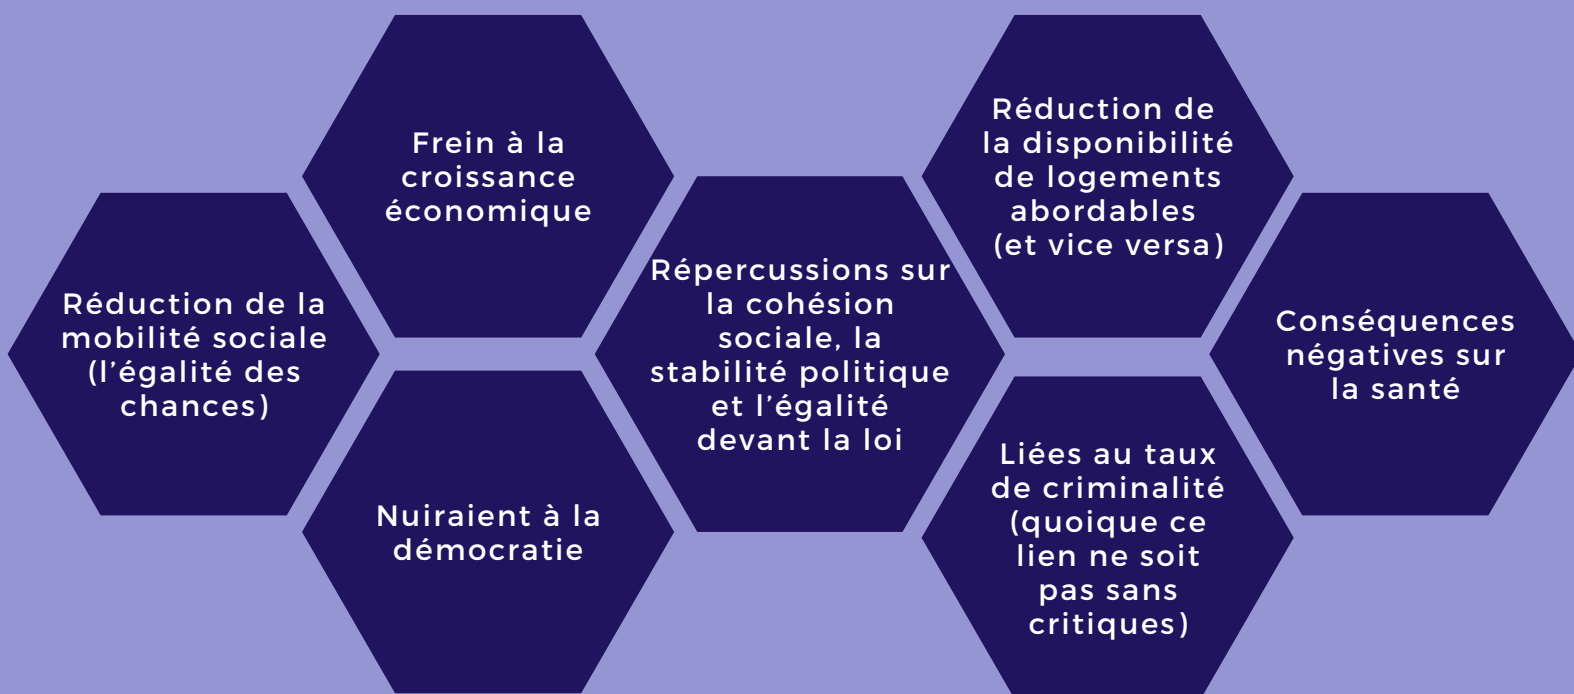 Réduction de la
mobilité sociale
(l’égalité des
chances)
Frein à la
croissance
économique
Nuiraient à la
démocratie
Répercussions sur
la cohésion
sociale, la
stabilité politique
et l’égalité
devant la loi
Réduction de
la disponibilité
de logements
abordables
(et vice versa)
Liées au taux
de criminalité
(quoique ce
lien ne soit
pas sans
critiques)
Conséquences
négatives sur
la santé